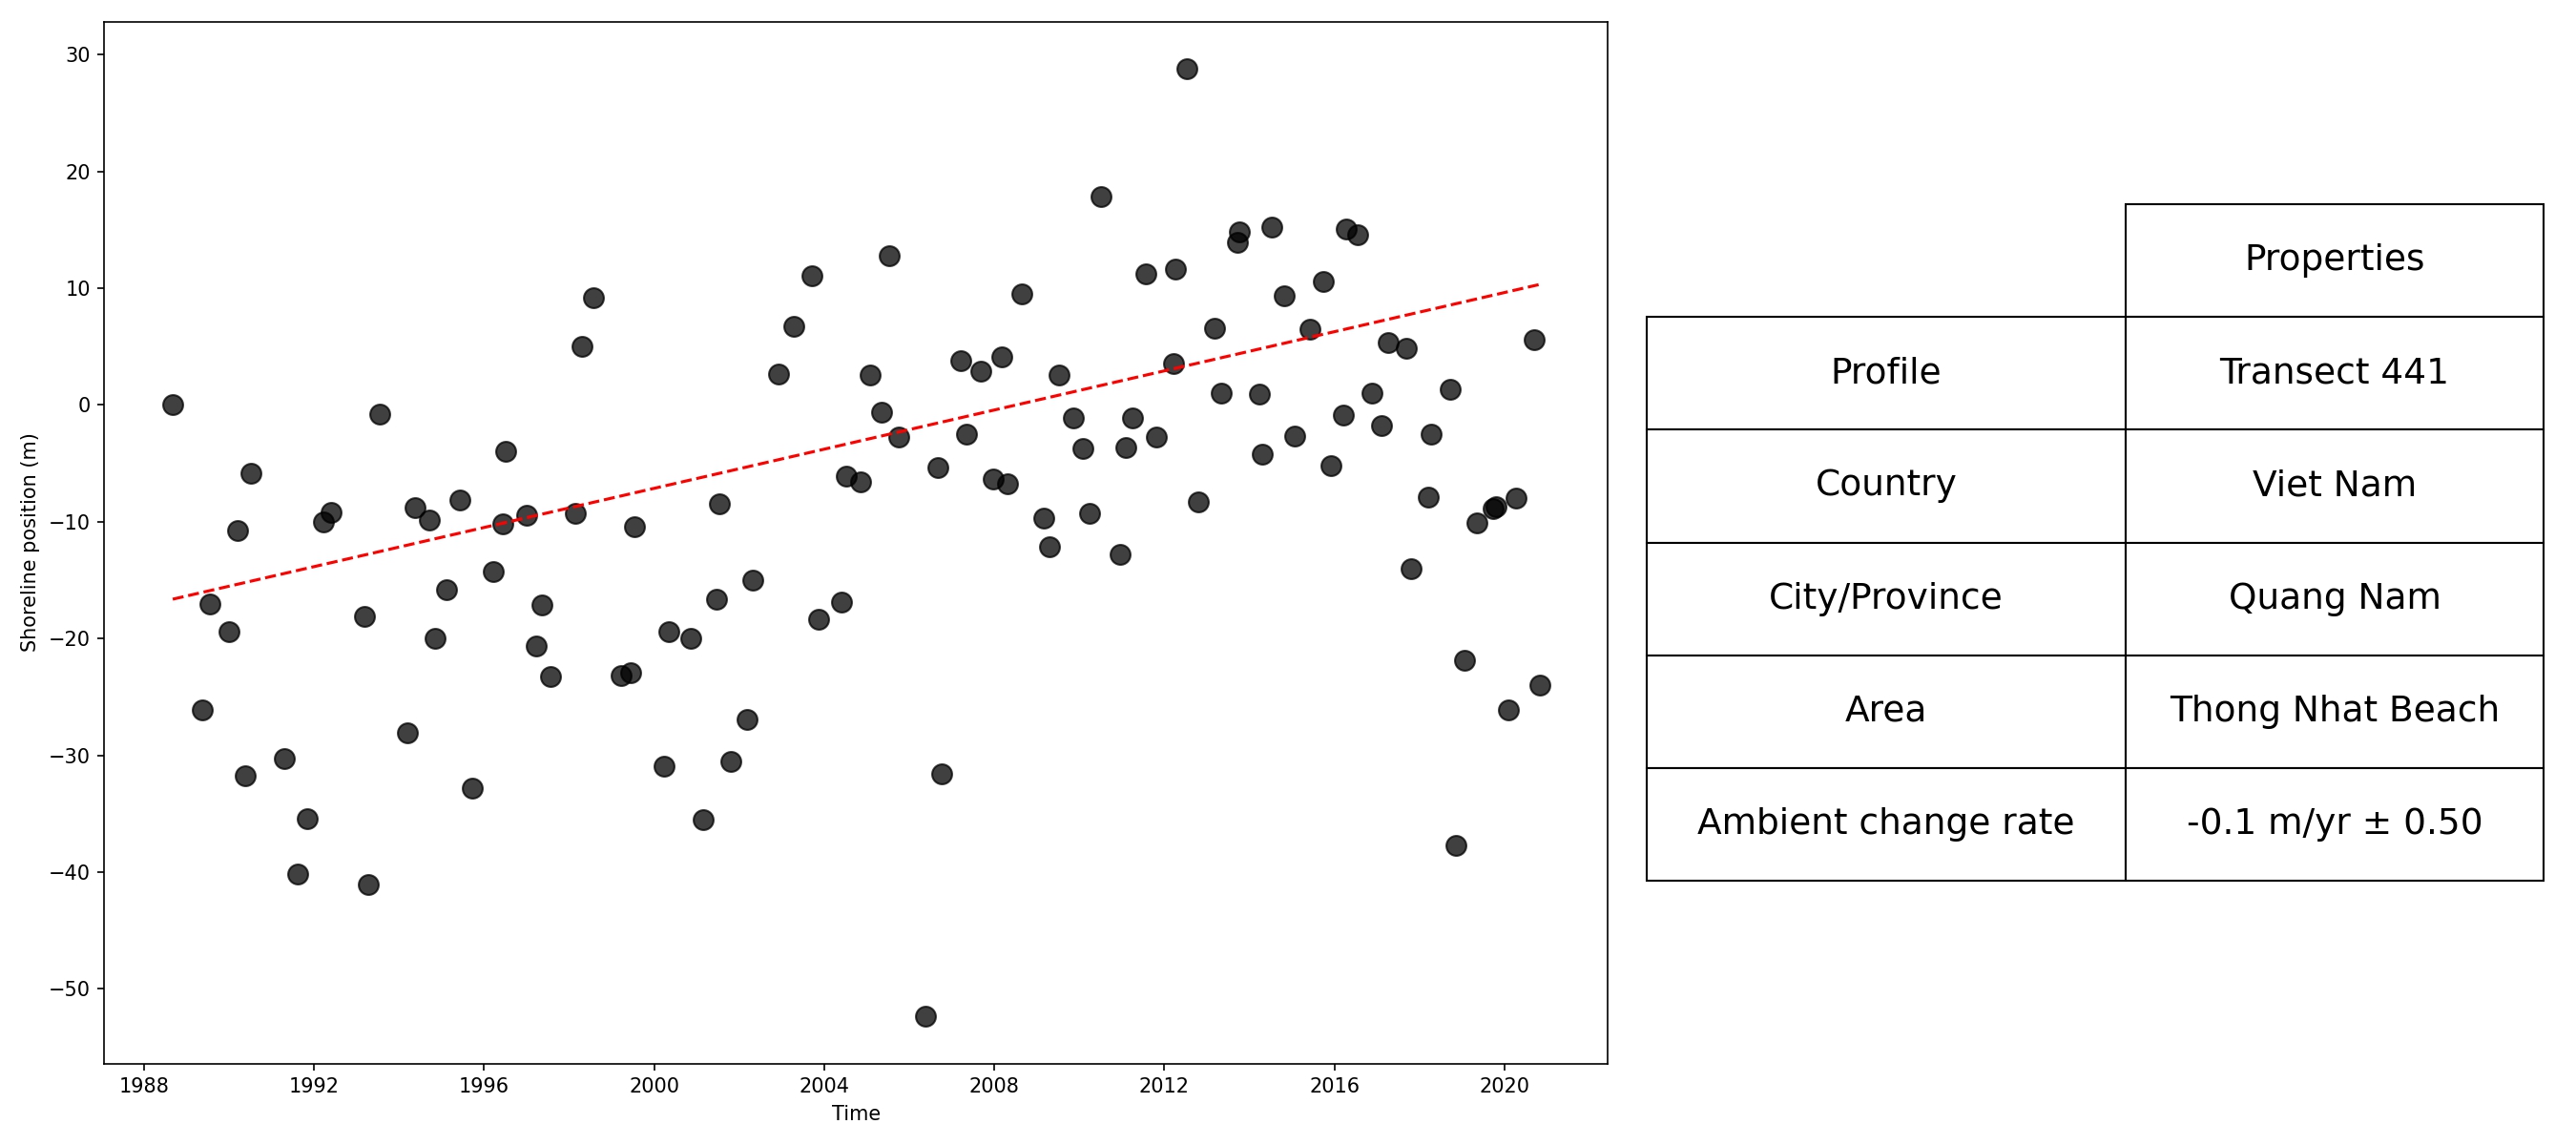 30
20
10
0
−10
−20
−30
−40
−50
Shoreline position (m)
1988 1992 1996 2000 2004 2008 2012 2016 2020
Time
Properties
Profile Transect 441
Country Viet Nam
City/Province Quang Nam
Area Thong Nhat Beach
Ambient change rate -0.1 m/yr ± 0.50